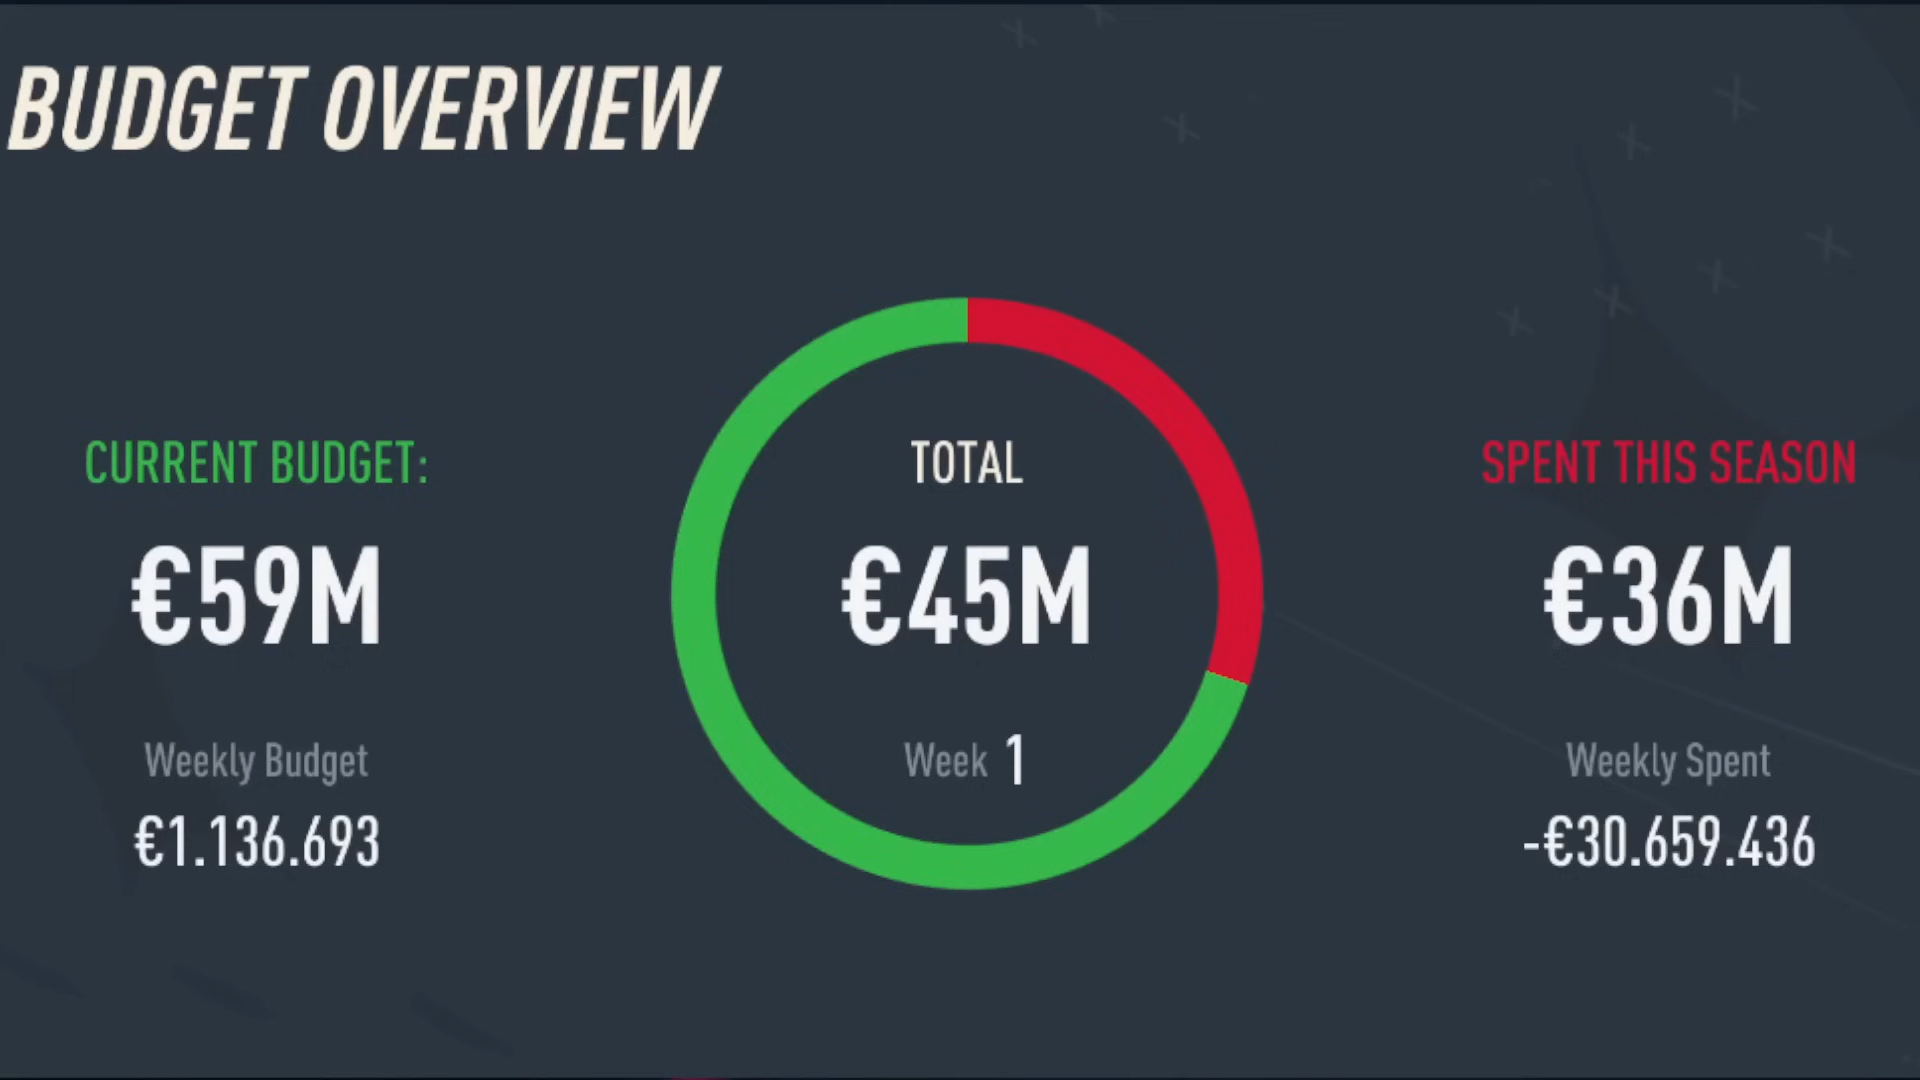 BUDGET OVERVIEW
CURRENT BUDGET:
€59M
Weekly Budget
€1.136.693
TOTAL
€45M
Week 1
SPENT THIS SEASON
€36M
Weekly Spent
-€30.659.436